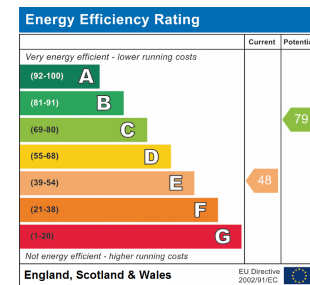 Energy Efficiency Rating
Current Potentia
Very energy efficient - lower running costs
(92-100) A
(81-91) B
(69-80) C
79
(55-68) D
(39-54) E
48
(21-38) F
(1-20) G
Not energy efficient - higher running costs
England, Scotland & Wales
EU Directive
2002/91/EC